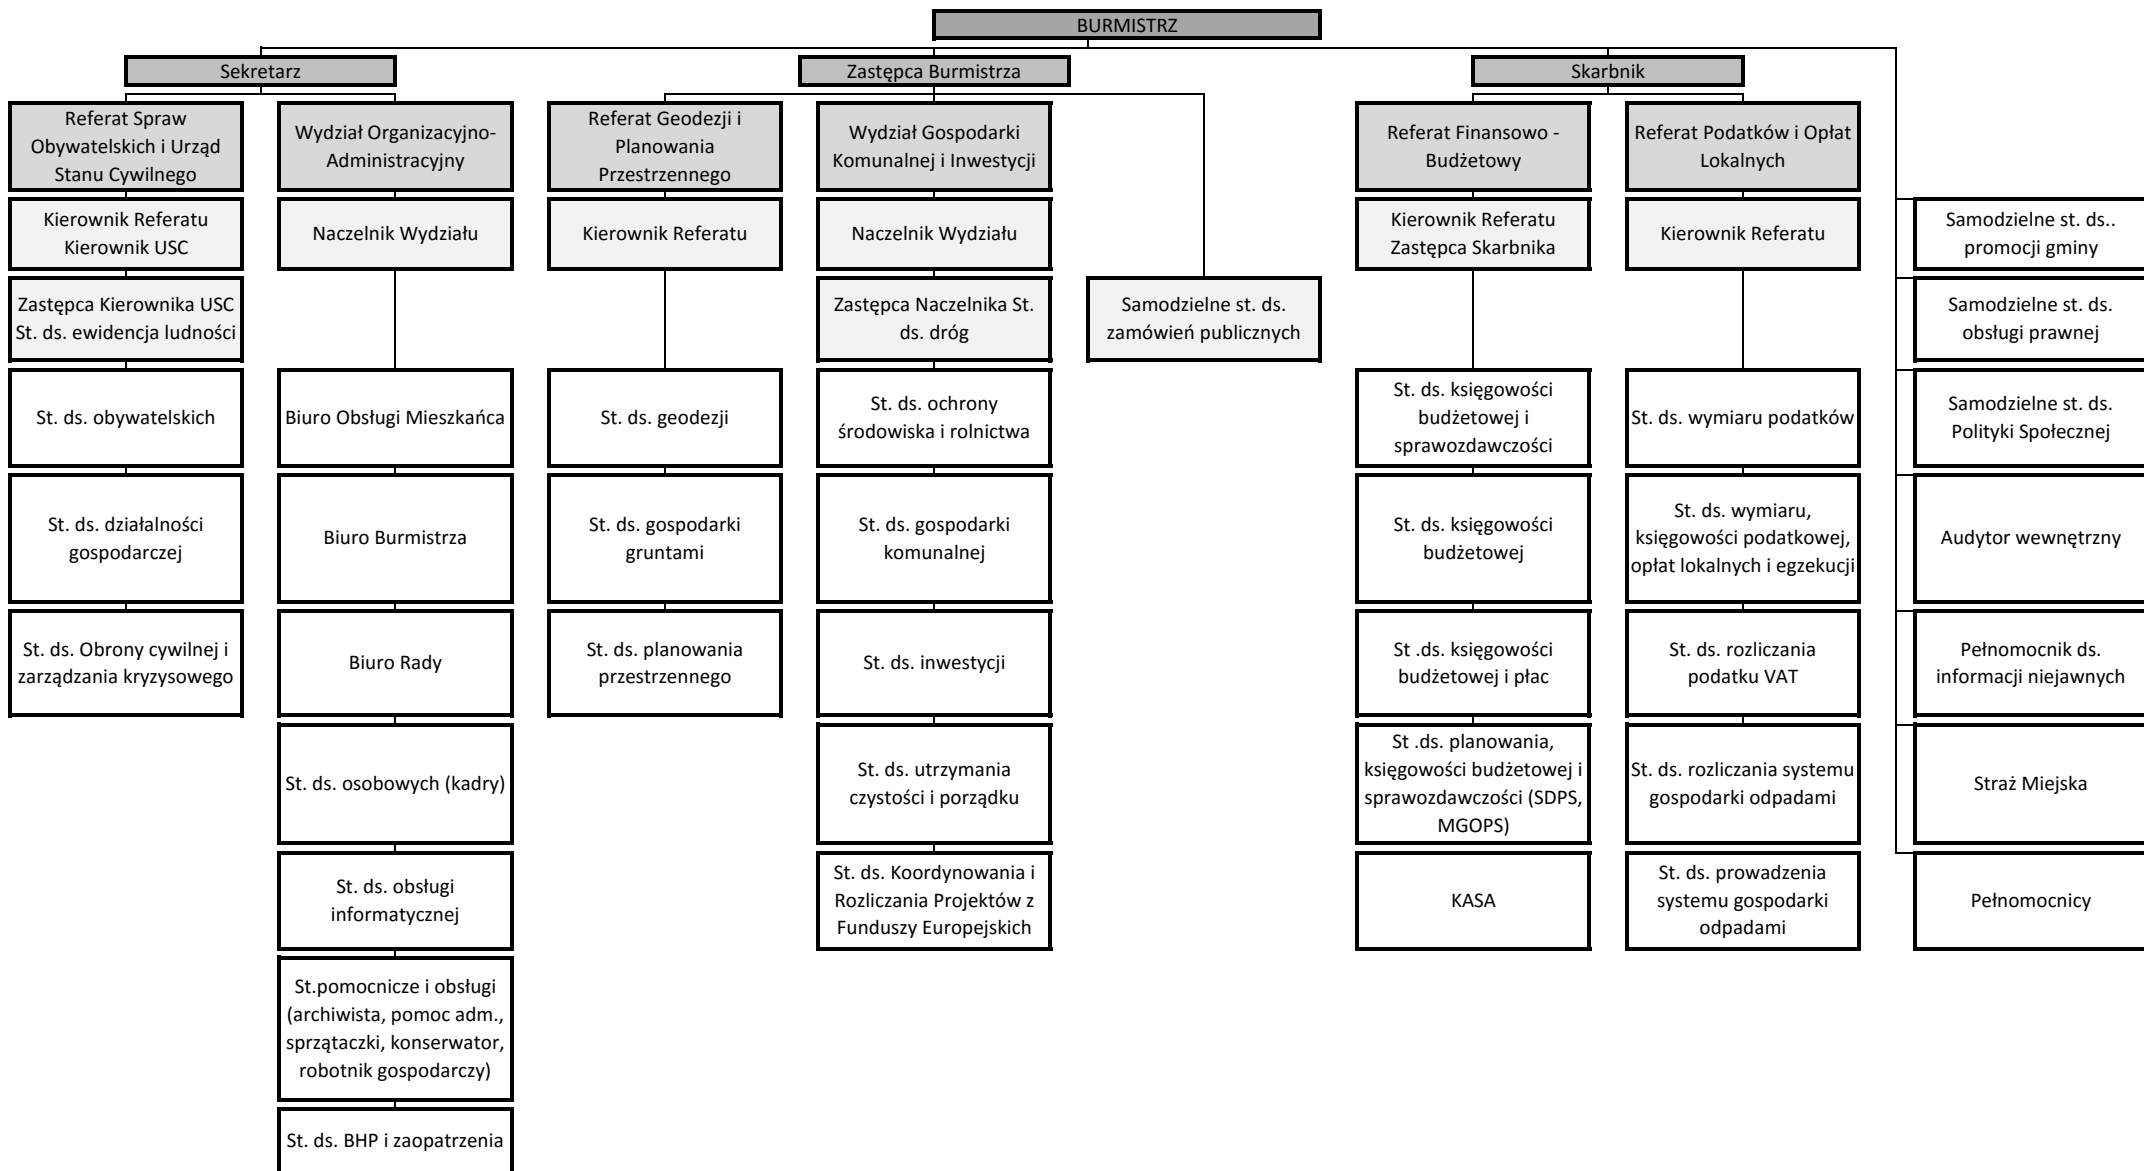 BURMISTRZ
Sekretarz
Zastępca Burmistrza
Skarbnik
Referat Spraw
Obywatelskich i Urząd
Stanu Cywilnego
Wydział Organizacyjno-
Administracyjny
Referat Geodezji i
Planowania
Przestrzennego
Wydział Gospodarki
Komunalnej i Inwestycji
Referat Finansowo -
Budżetowy
Referat Podatków i Opłat
Lokalnych
Kierownik Referatu
Kierownik USC
Naczelnik Wydziału
Kierownik Referatu
Naczelnik Wydziału
Kierownik Referatu
Zastępca Skarbnika
Kierownik Referatu
Samodzielne st. ds..
promocji gminy
Zastępca Kierownika USC
St. ds. ewidencja ludności
Zastępca Naczelnika St.
ds. dróg
Samodzielne st. ds.
zamówień publicznych
Samodzielne st. ds.
obsługi prawnej
St. ds. obywatelskich
Biuro Obsługi Mieszkańca
St. ds. geodezji
St. ds. ochrony
środowiska i rolnictwa
St. ds. księgowości
budżetowej i
sprawozdawczości
St. ds. wymiaru podatków
Samodzielne st. ds.
Polityki Społecznej
St. ds. działalności
gospodarczej
Biuro Burmistrza
St. ds. gospodarki
gruntami
St. ds. gospodarki
komunalnej
St. ds. księgowości
budżetowej
St. ds. wymiaru,
księgowości podatkowej,
opłat lokalnych i egzekucji
Audytor wewnętrzny
St. ds. Obrony cywilnej i
zarządzania kryzysowego
Biuro Rady
St. ds. planowania
przestrzennego
St. ds. inwestycji
St .ds. księgowości
budżetowej i płac
St. ds. rozliczania
podatku VAT
Pełnomocnik ds.
informacji niejawnych
St. ds. osobowych (kadry)
St. ds. utrzymania
czystości i porządku
St .ds. planowania,
księgowości budżetowej i
sprawozdawczości (SDPS,
MGOPS)
St. ds. rozliczania systemu
gospodarki odpadami
Straż Miejska
St. ds. obsługi
informatycznej
St. ds. Koordynowania i
Rozliczania Projektów z
Funduszy Europejskich
KASA
St. ds. prowadzenia
systemu gospodarki
odpadami
Pełnomocnicy
St.pomocnicze i obsługi
(archiwista, pomoc adm.,
sprzątaczki, konserwator,
robotnik gospodarczy)
St. ds. BHP i zaopatrzenia